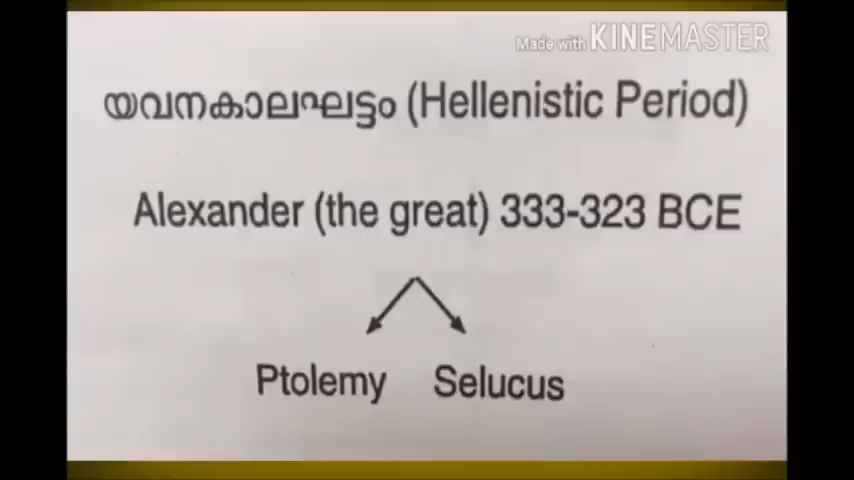 Made with KINEMASTER
യവനകാലഘട്ടം (Hellenistic Period)
Alexander (the great) 333-323 BCE
Ptolemy Selucus